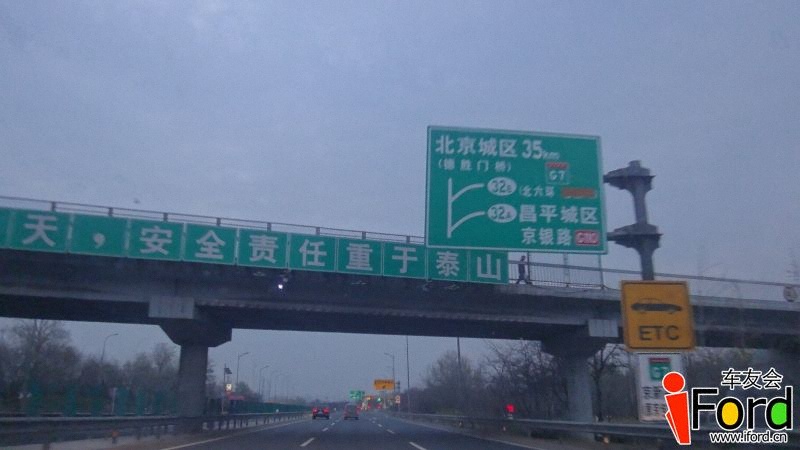 北京城区 35km
(德胜门桥) G7
32B 北六环
32A 昌平城区
京银路 G110
天，安全责任重于泰山
ETC
G7
车友会
iFord
www.iford.cn